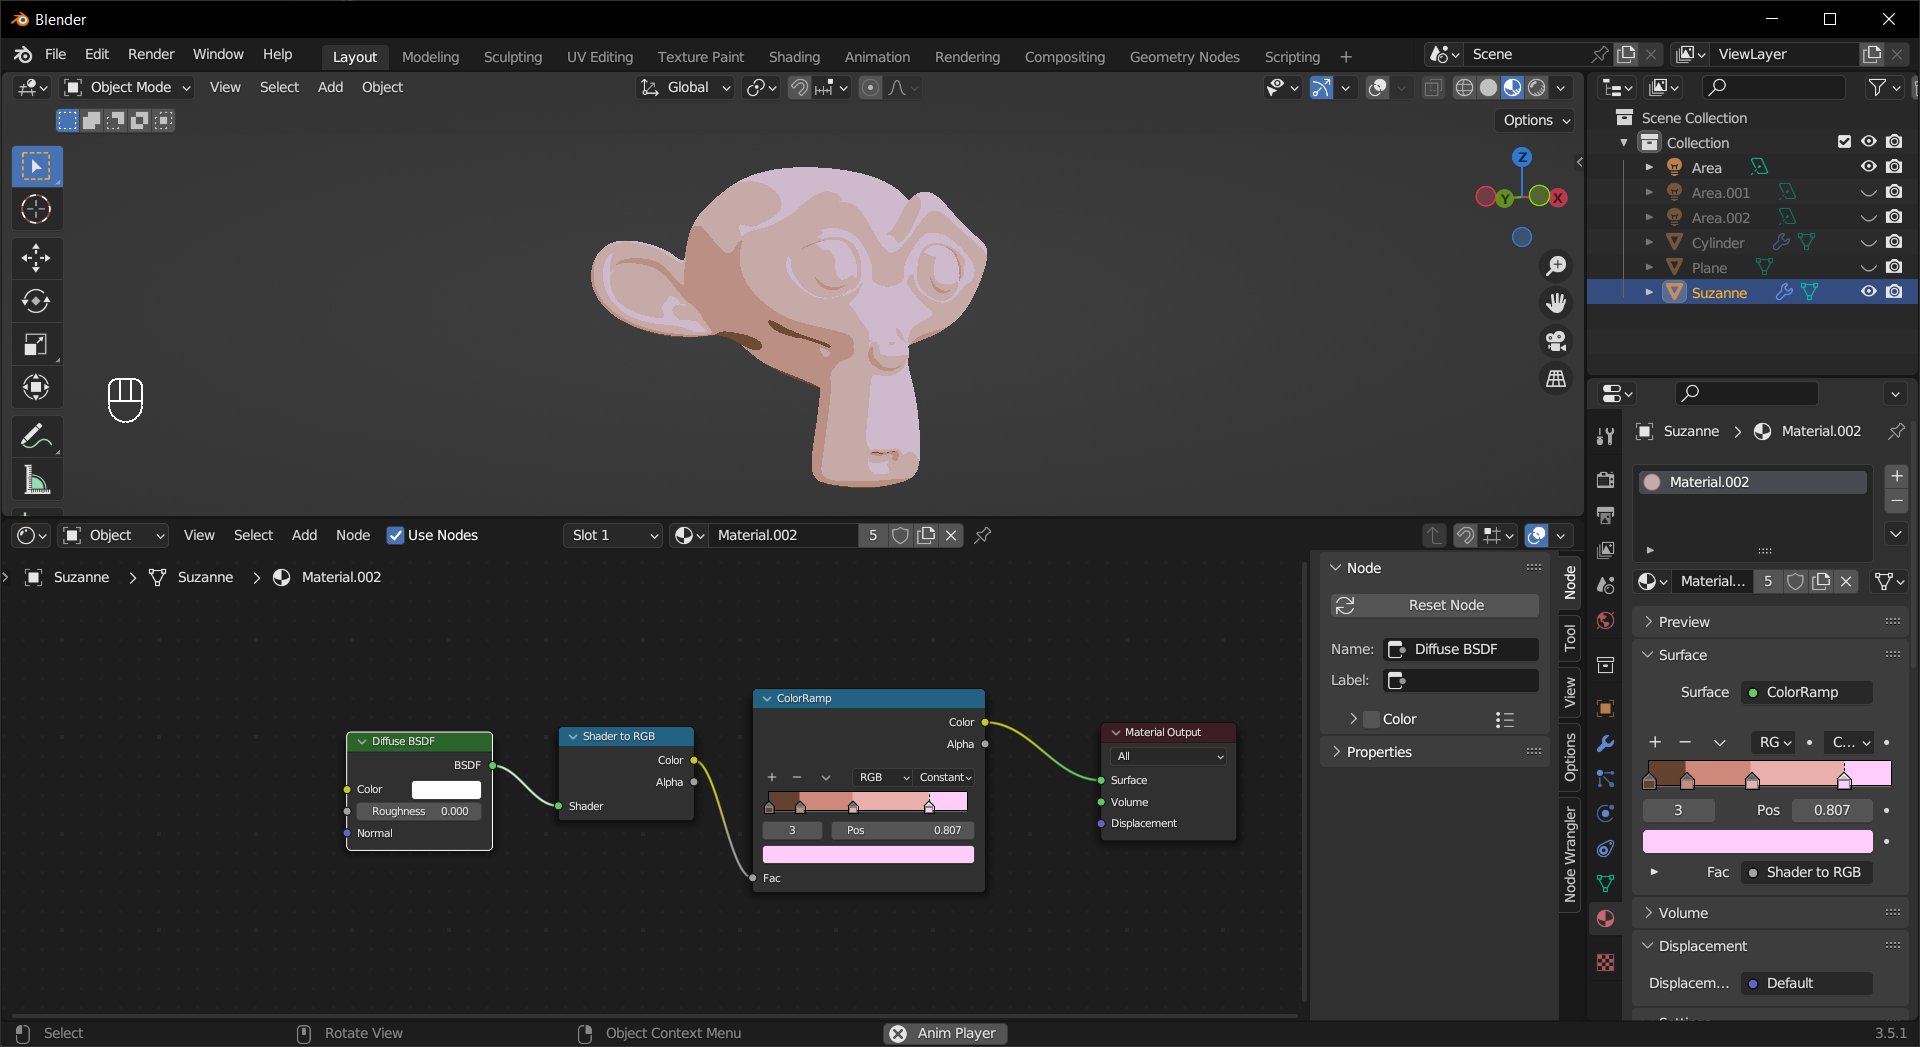 Blender
File Edit Render Window Help
Layout Modeling Sculpting UV Editing Texture Paint Shading Animation Rendering Compositing Geometry Nodes Scripting +
Scene
ViewLayer
Object Mode View Select Add Object
Global
Options
Z
Y
X
Scene Collection
Collection
Area
Area.001
Area.002
Cylinder
Plane
Suzanne
Suzanne > Material.002
Material.002
Material... 5
Preview
Surface
Surface ColorRamp
RG C...
3 Pos 0.807
Fac Shader to RGB
Volume
Displacement
Displacem... Default
Object View Select Add Node Use Nodes Slot 1 Material.002 5
Suzanne > Suzanne > Material.002
Diffuse BSDF
BSDF
Color
Roughness 0.000
Normal
Shader to RGB
Color
Alpha
Shader
ColorRamp
Color
Alpha
RGB Constant
3 Pos 0.807
Fac
Material Output
All
Surface
Volume
Displacement
Node
Reset Node
Name: Diffuse BSDF
Label:
Color
Properties
Node
Tool
View
Options
Node Wrangler
Select Rotate View Object Context Menu Anim Player 3.5.1